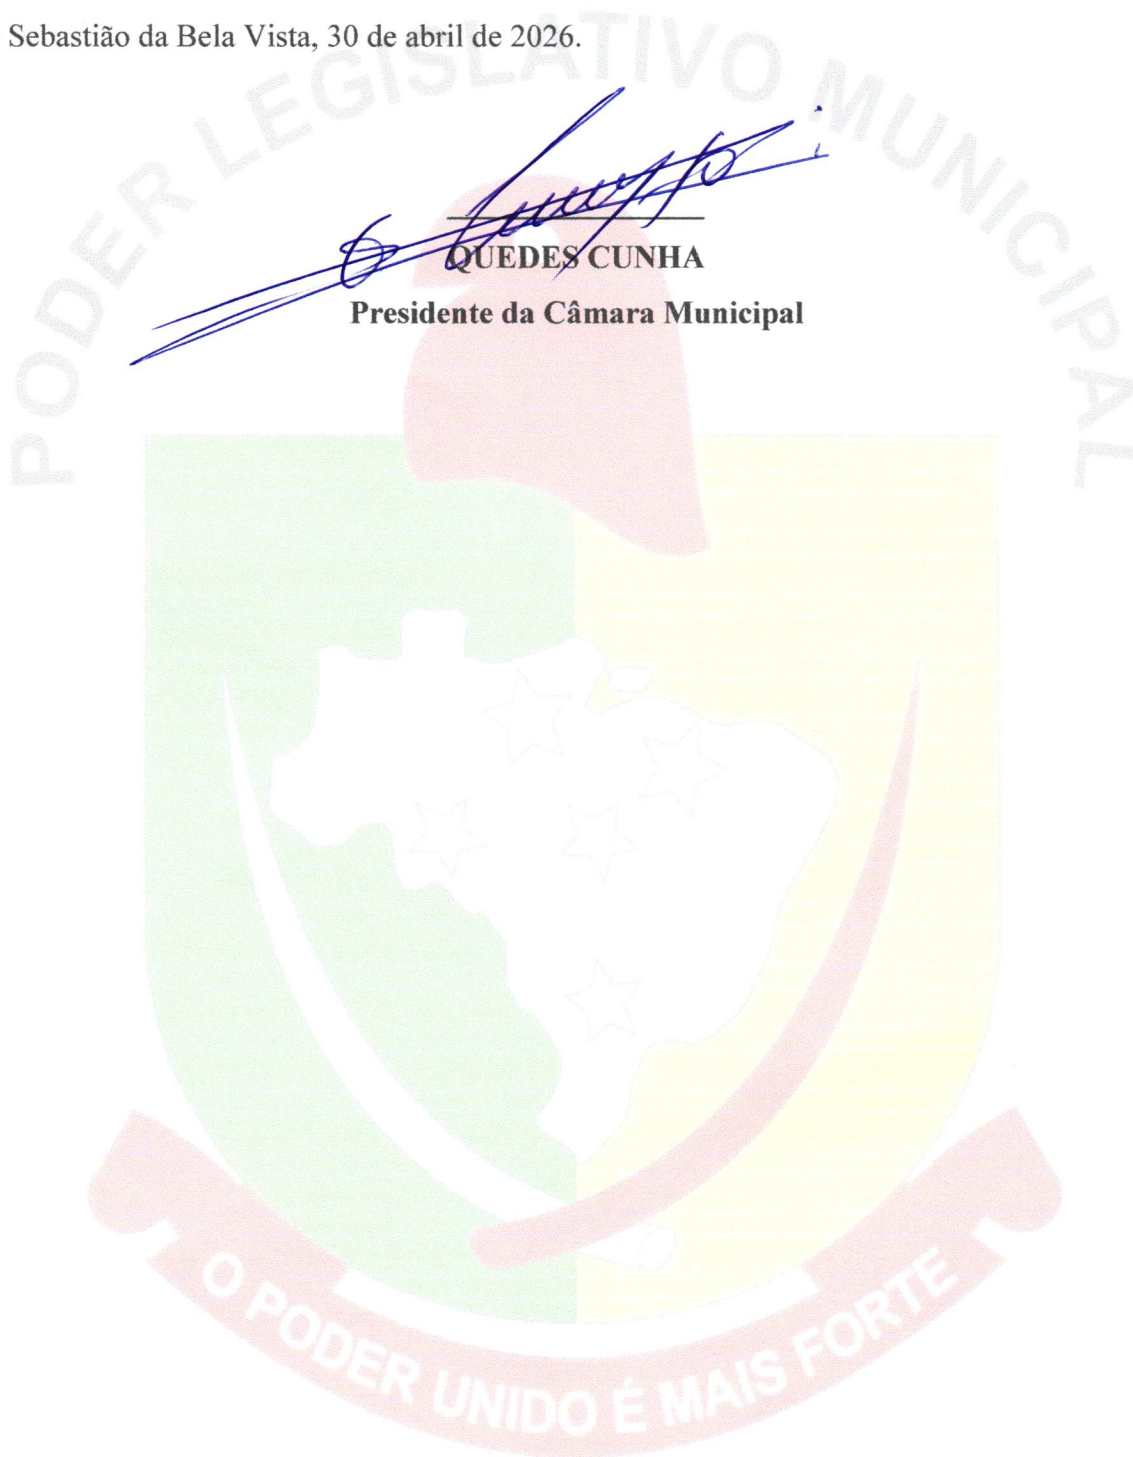 Sebastião da Bela Vista, 30 de abril de 2026.
PODER LEGISLATIVO MUNICIPAL
QUEDES CUNHA
Presidente da Câmara Municipal
O PODER UNIDO É MAIS FORTE